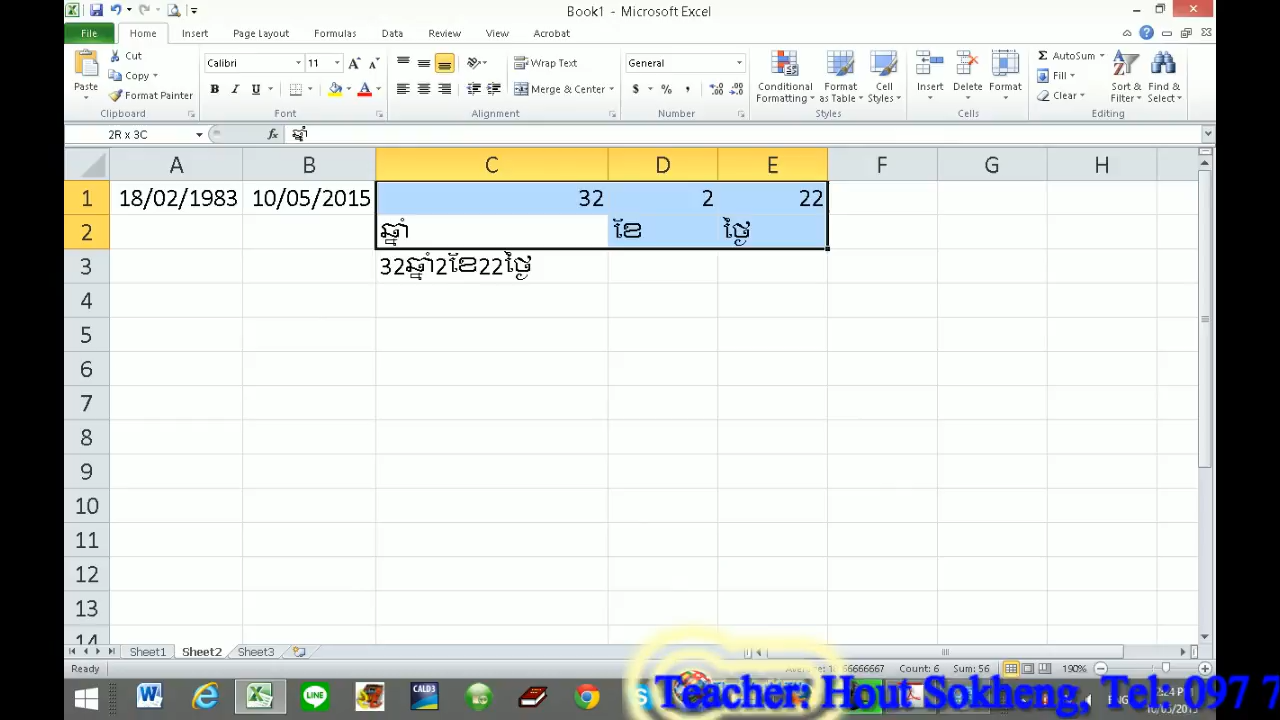 Book1 - Microsoft Excel
File Home Insert Page Layout Formulas Data Review View Acrobat
Paste
Cut
Copy
Format Painter
Clipboard
Calibri 11
B I U
Font
Wrap Text
Merge & Center
Alignment
General
$ % ,
Number
Conditional Formatting
Format as Table
Cell Styles
Styles
Insert Delete Format
Cells
AutoSum
Fill
Clear
Sort & Filter
Find & Select
Editing
2R x 3C fx ឆ្នាំ
A B C D E F G H
1 18/02/1983 10/05/2015 32 2 22
2 ឆ្នាំ ខែ ថ្ងៃ
3 32ឆ្នាំ2ខែ22ថ្ងៃ
4
5
6
7
8
9
10
11
12
13
14
Sheet1 Sheet2 Sheet3
Ready Count: 6 Sum: 56 190%
CALD3
LINE
Teacher: Hout Sokheng, Tel: 097 7